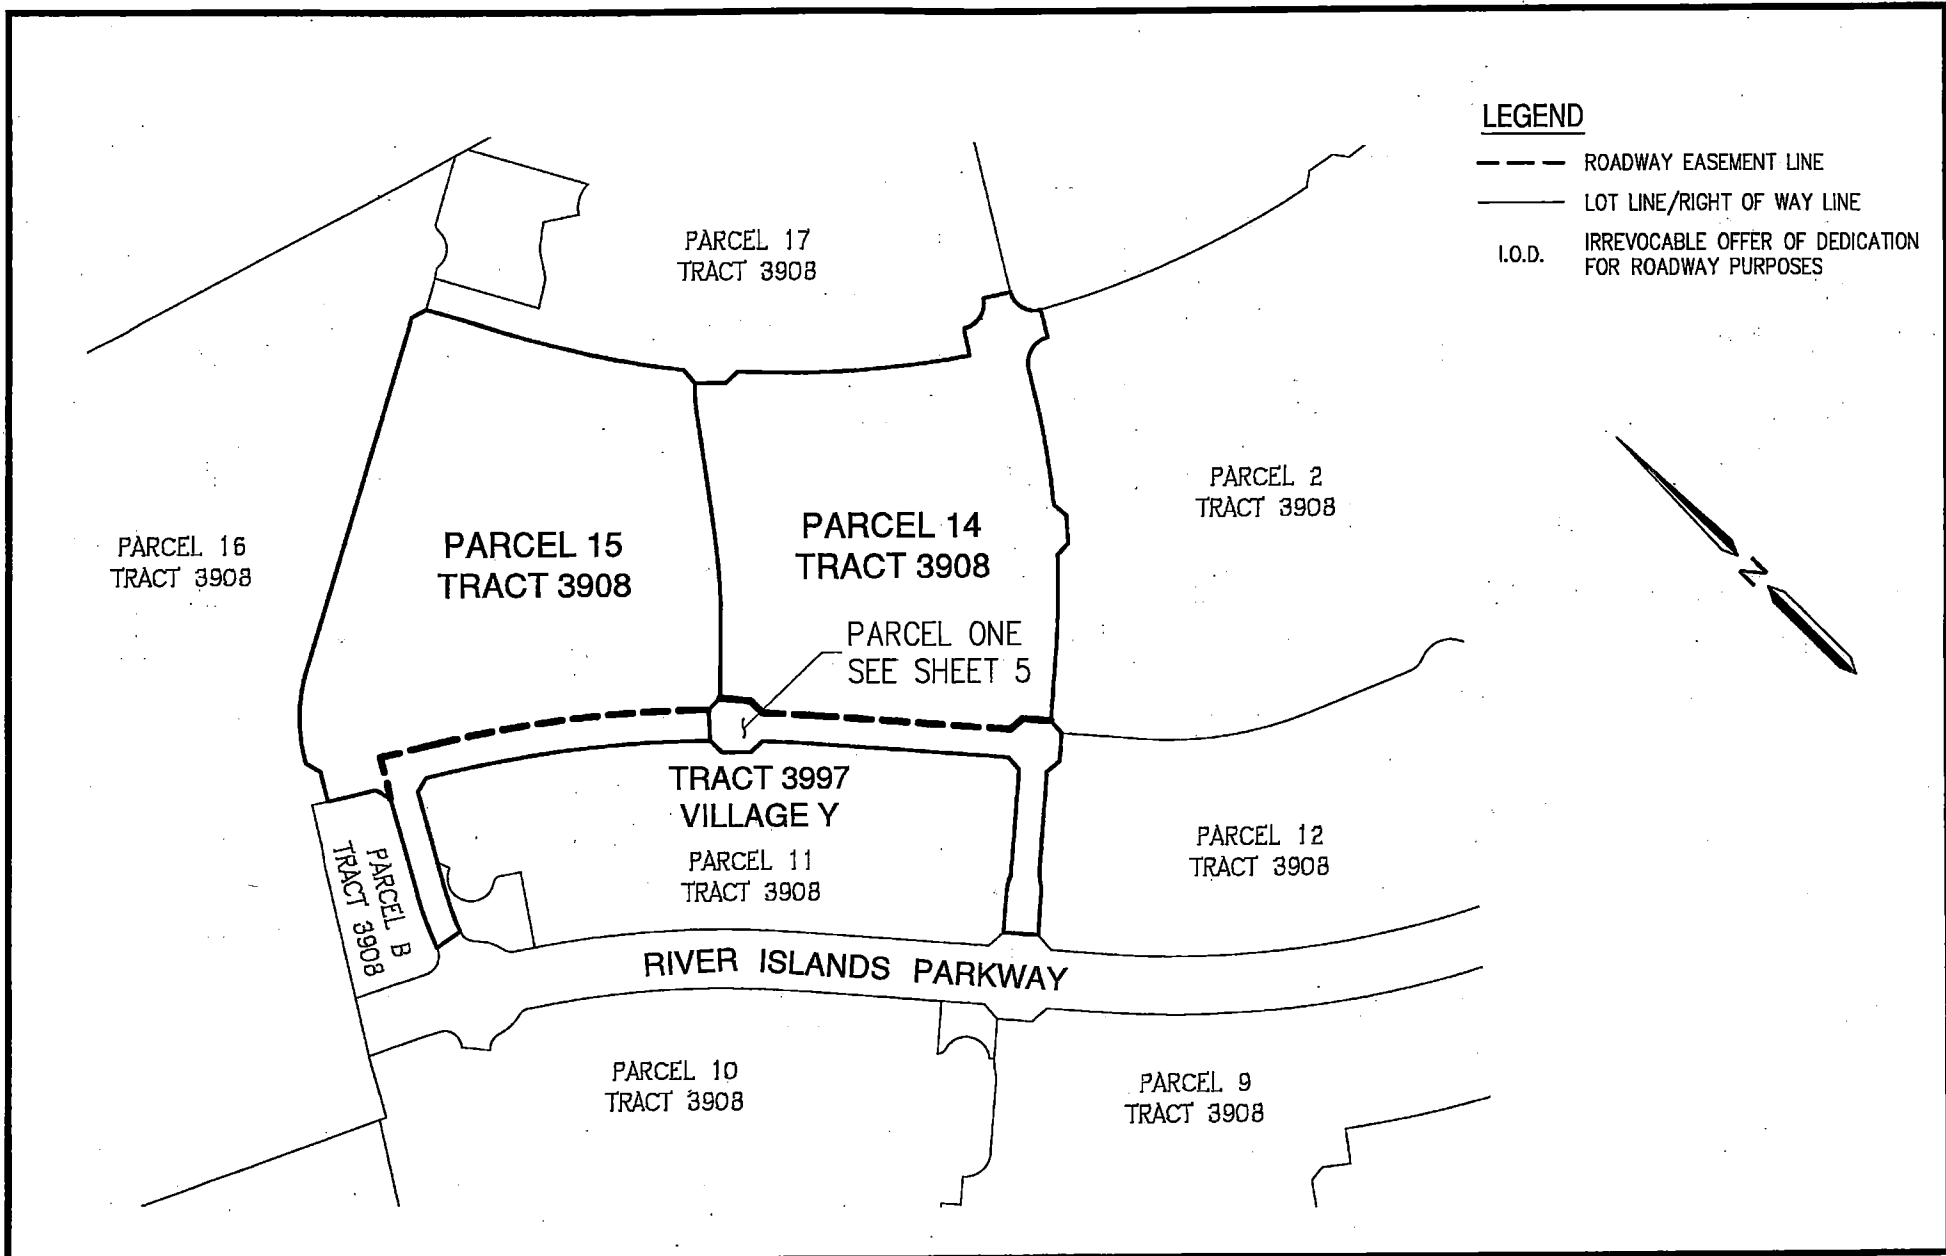 LEGEND
ROADWAY EASEMENT LINE
LOT LINE/RIGHT OF WAY LINE
I.O.D. IRREVOCABLE OFFER OF DEDICATION
FOR ROADWAY PURPOSES
PARCEL 17
TRACT 3908
PARCEL 2
TRACT 3908
PARCEL 16
TRACT 3908
PARCEL 15
TRACT 3908
PARCEL 14
TRACT 3908
N
PARCEL ONE
SEE SHEET 5
TRACT 3997
VILLAGE Y
PARCEL 11
TRACT 3908
PARCEL 12
TRACT 3908
PARCEL B
TRACT 3908
RIVER ISLANDS PARKWAY
PARCEL 10
TRACT 3908
PARCEL 9
TRACT 3908